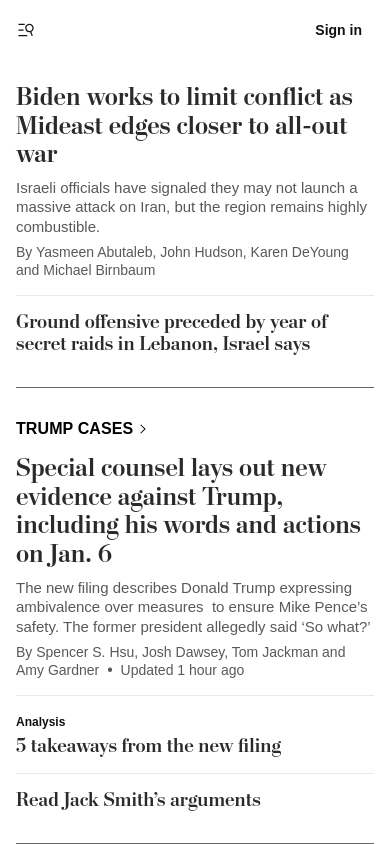 Sign in
Biden works to limit conflict as
Mideast edges closer to all-out
war
Israeli officials have signaled they may not launch a
massive attack on Iran, but the region remains highly
combustible.
By Yasmeen Abutaleb, John Hudson, Karen DeYoung
and Michael Birnbaum
Ground offensive preceded by year of
secret raids in Lebanon, Israel says
TRUMP CASES >
Special counsel lays out new
evidence against Trump,
including his words and actions
on Jan. 6
The new filing describes Donald Trump expressing
ambivalence over measures  to ensure Mike Pence’s
safety. The former president allegedly said ‘So what?’
By Spencer S. Hsu, Josh Dawsey, Tom Jackman and
Amy Gardner • Updated 1 hour ago
Analysis
5 takeaways from the new filing
Read Jack Smith’s arguments